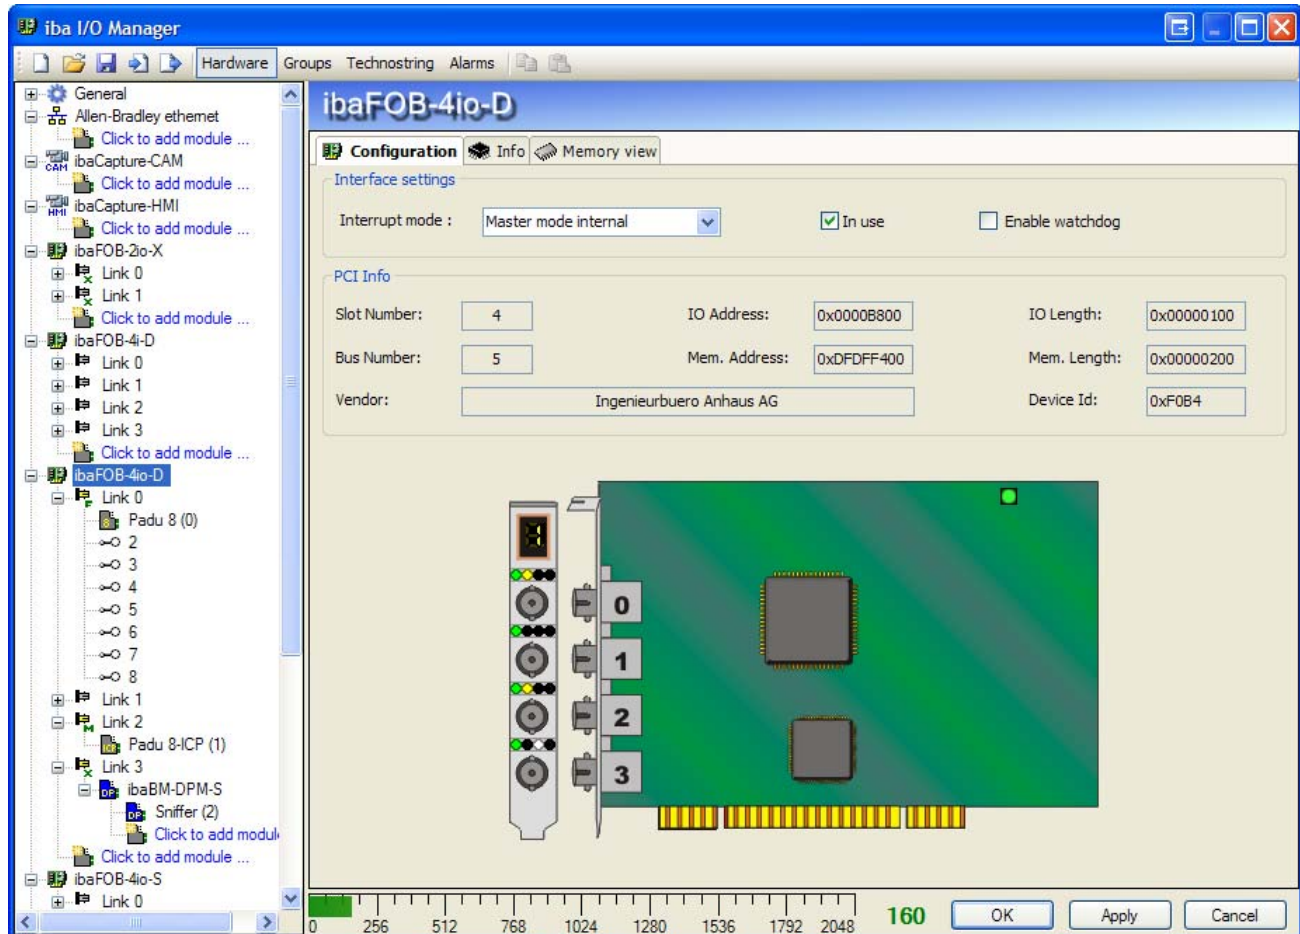 iba I/O Manager
Hardware Groups Technostring Alarms
General
Allen-Bradley ethernet
Click to add module ...
CAM ibaCapture-CAM
Click to add module ...
HMI ibaCapture-HMI
Click to add module ...
ibaFOB-2io-X
X Link 0
X Link 1
Click to add module ...
ibaFOB-4i-D
Link 0
Link 1
Link 2
Link 3
Click to add module ...
ibaFOB-4io-D
F Link 0
8 Padu 8 (0)
2
3
4
5
6
7
8
Link 1
M Link 2
ICP Padu 8-ICP (1)
X Link 3
DP ibaBM-DPM-S
DP Sniffer (2)
Click to add modul
Click to add module ...
ibaFOB-4io-S
Link 0
ibaFOB-4io-D
Configuration Info Memory view
Interface settings
Interrupt mode : Master mode internal In use Enable watchdog
PCI Info
Slot Number: 4 IO Address: 0x0000B800 IO Length: 0x00000100
Bus Number: 5 Mem. Address: 0xDFDFF400 Mem. Length: 0x00000200
Vendor: Ingenieurbuero Anhaus AG Device Id: 0xF0B4
0
1
2
3
0 256 512 768 1024 1280 1536 1792 2048 160 OK Apply Cancel